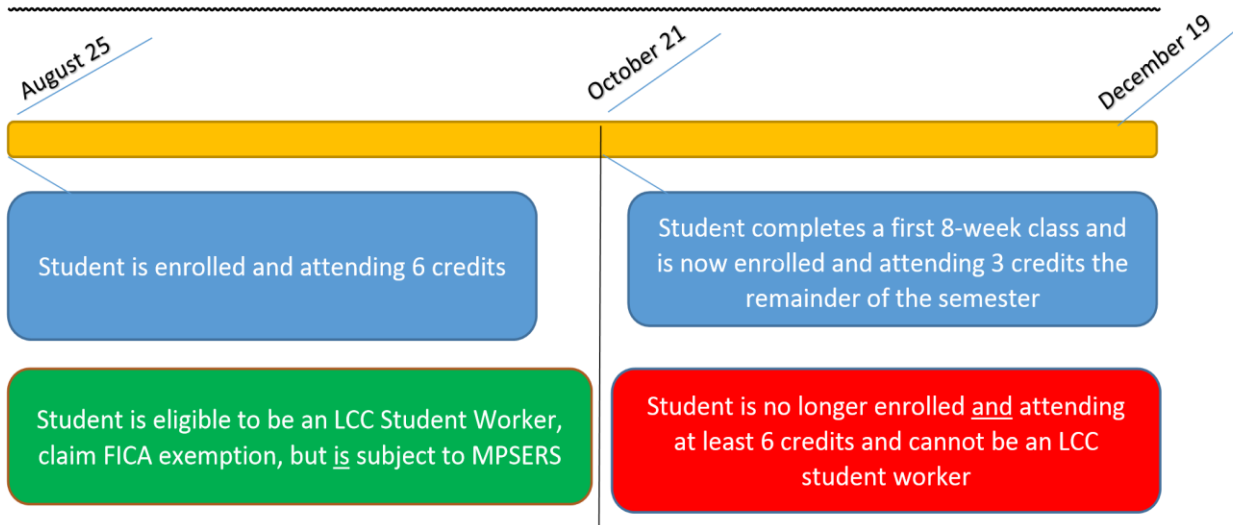 August 25
October 21
December 19
Student is enrolled and attending 6 credits
Student completes a first 8-week class and
is now enrolled and attending 3 credits the
remainder of the semester
Student is eligible to be an LCC Student Worker,
claim FICA exemption, but is subject to MPSERS
Student is no longer enrolled and attending
at least 6 credits and cannot be an LCC
student worker